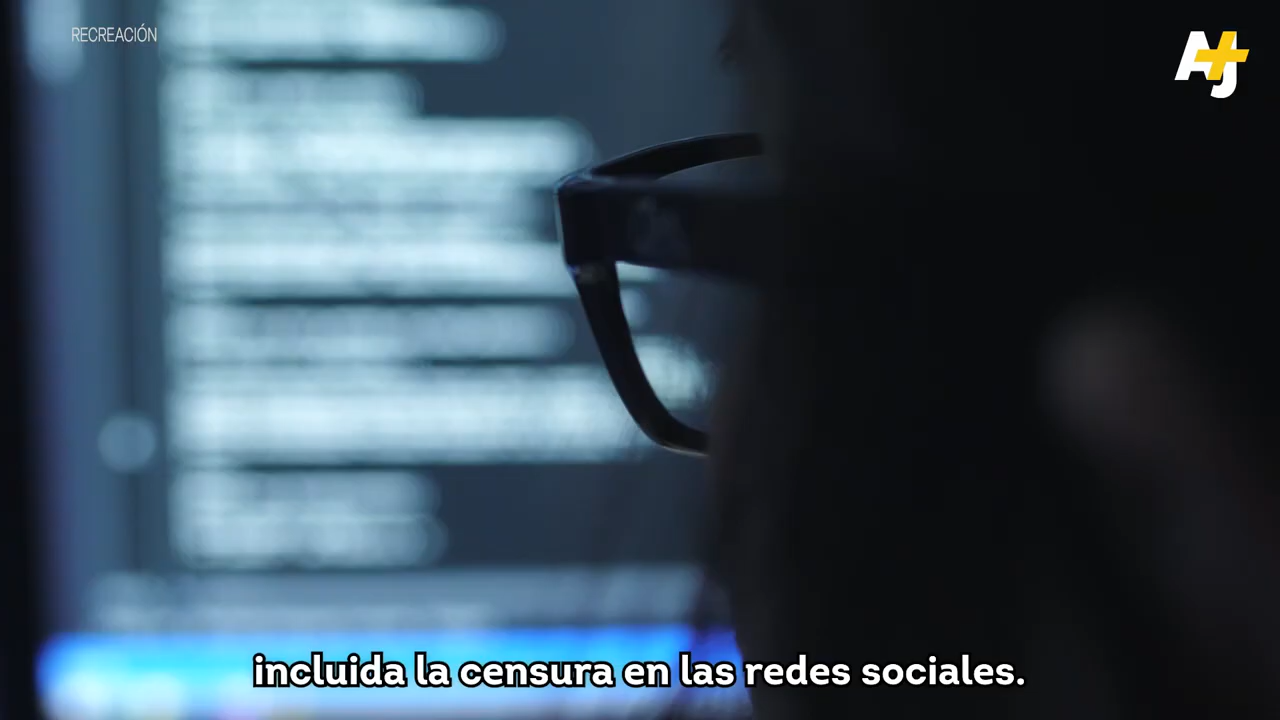 RECREACIÓN
AJ+
incluida la censura en las redes sociales.